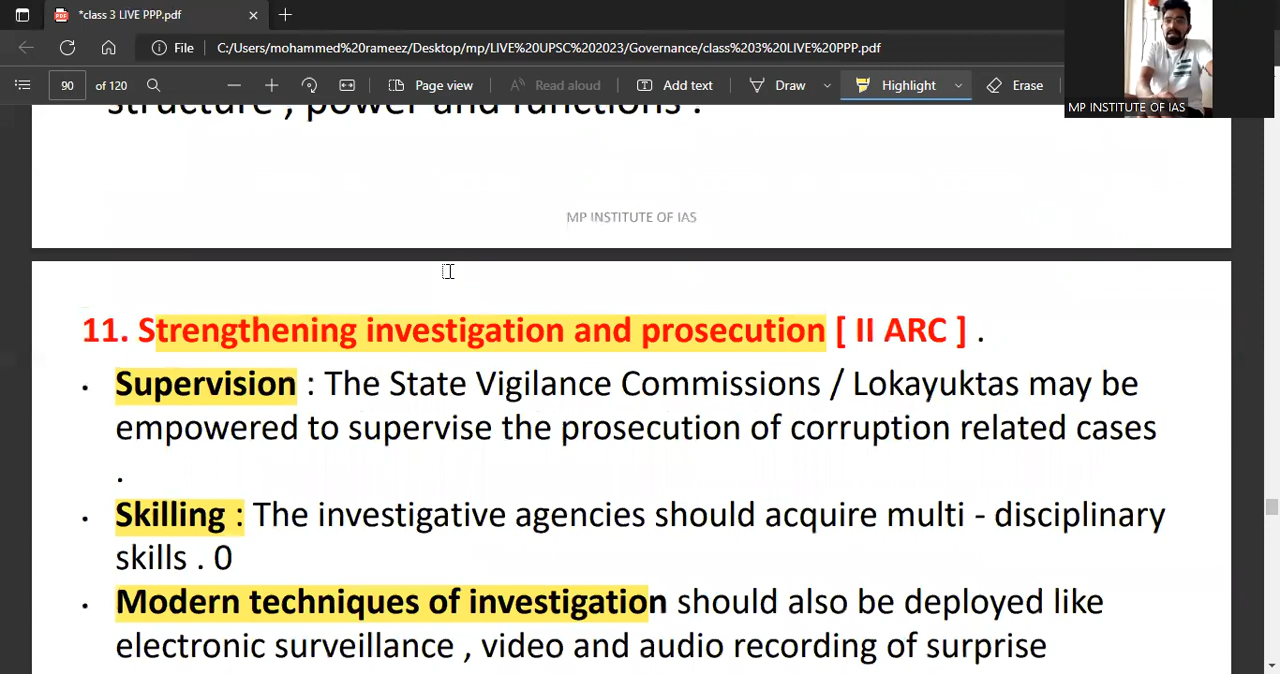 *class 3 LIVE PPP.pdf
File
C:/Users/mohammed%20rameez/Desktop/mp/LIVE%20UPSC%202023/Governance/class%203%20LIVE%20PPP.pdf
90 of 120
Page view
Read aloud
Add text
Draw
Highlight
Erase
MP INSTITUTE OF IAS
structure , power and functions .
MP INSTITUTE OF IAS
11. Strengthening investigation and prosecution [ II ARC ] .
• Supervision : The State Vigilance Commissions / Lokayuktas may be
empowered to supervise the prosecution of corruption related cases
.
• Skilling : The investigative agencies should acquire multi - disciplinary
skills . 0
• Modern techniques of investigation should also be deployed like
electronic surveillance , video and audio recording of surprise